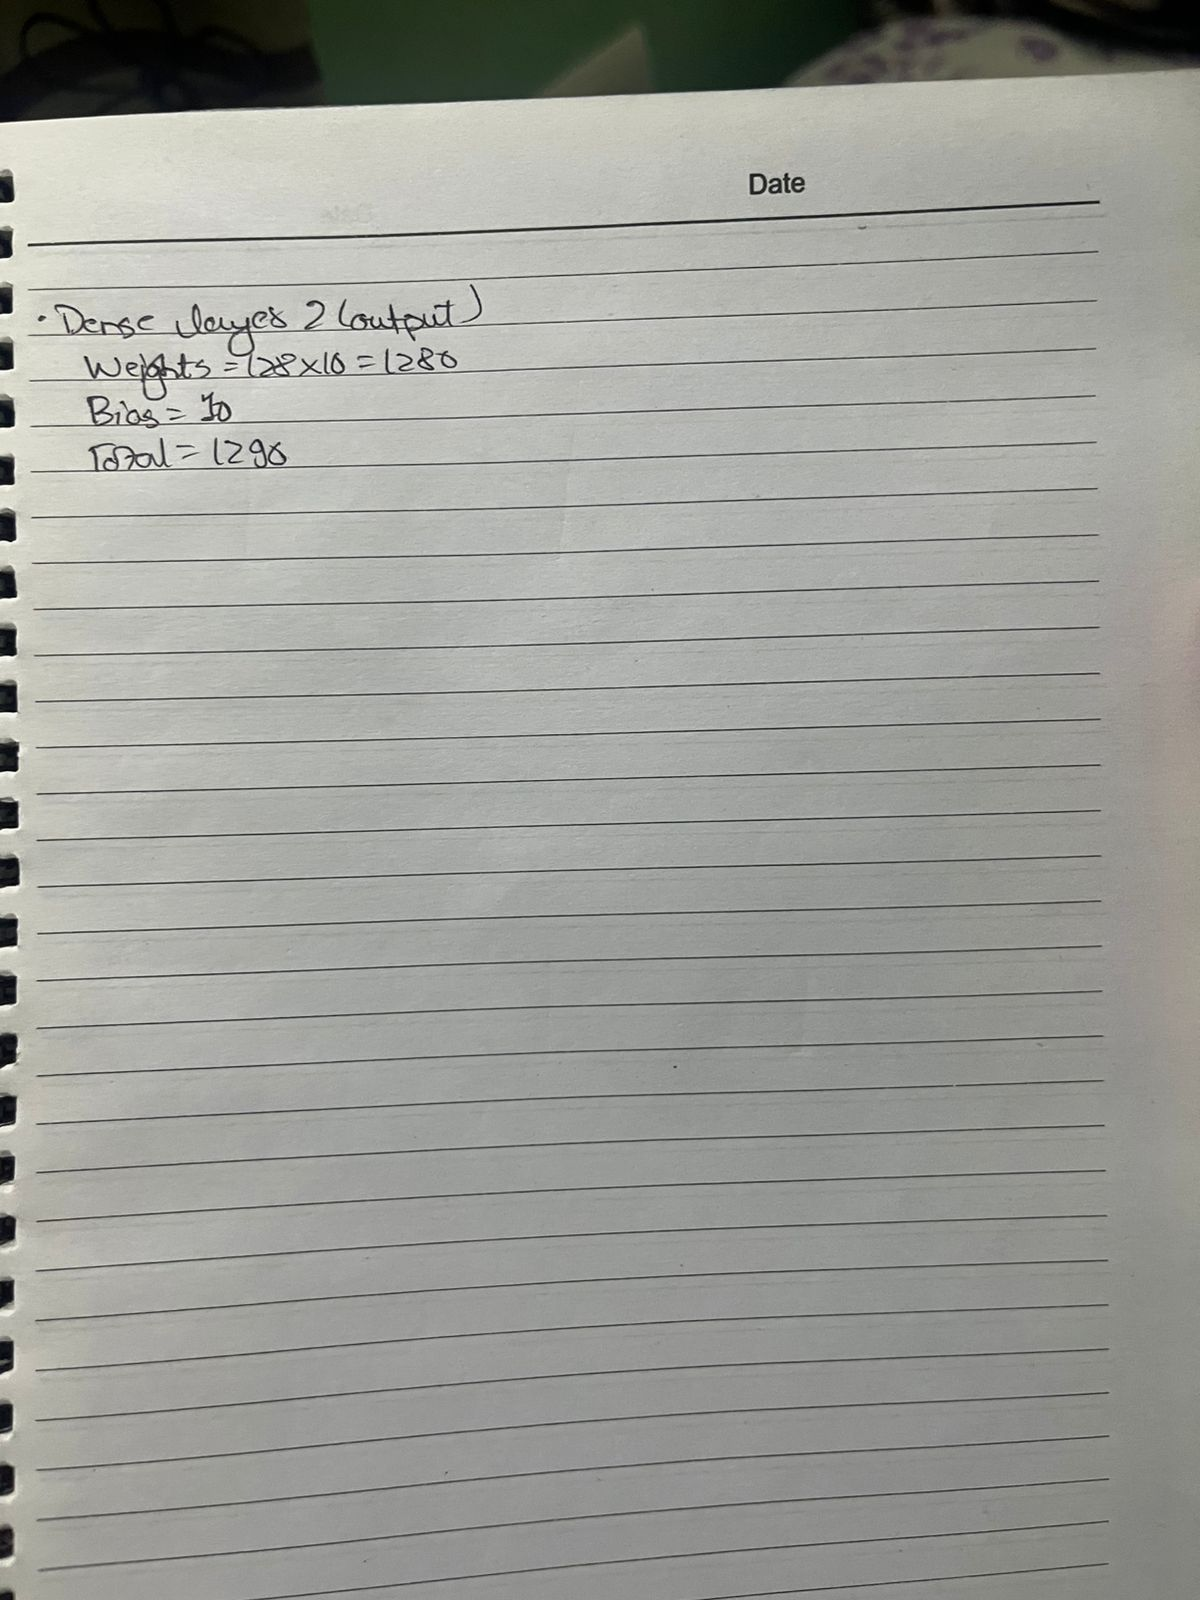 Date
· Dense layer 2 (output)
Weights = 128x10 = 1280
Bias = 10
Total = 1290